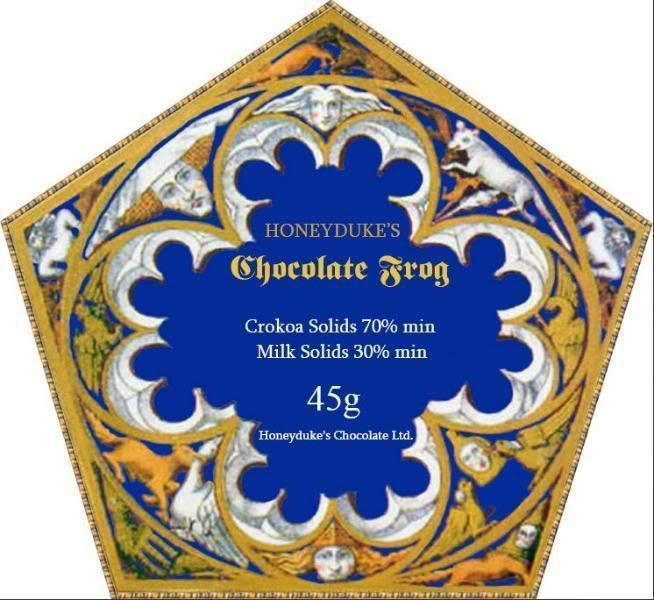 HONEYDUKE'S
Chocolate Frog
Crokoa Solids 70% min
Milk Solids 30% min
45g
Honeyduke's Chocolate Ltd.